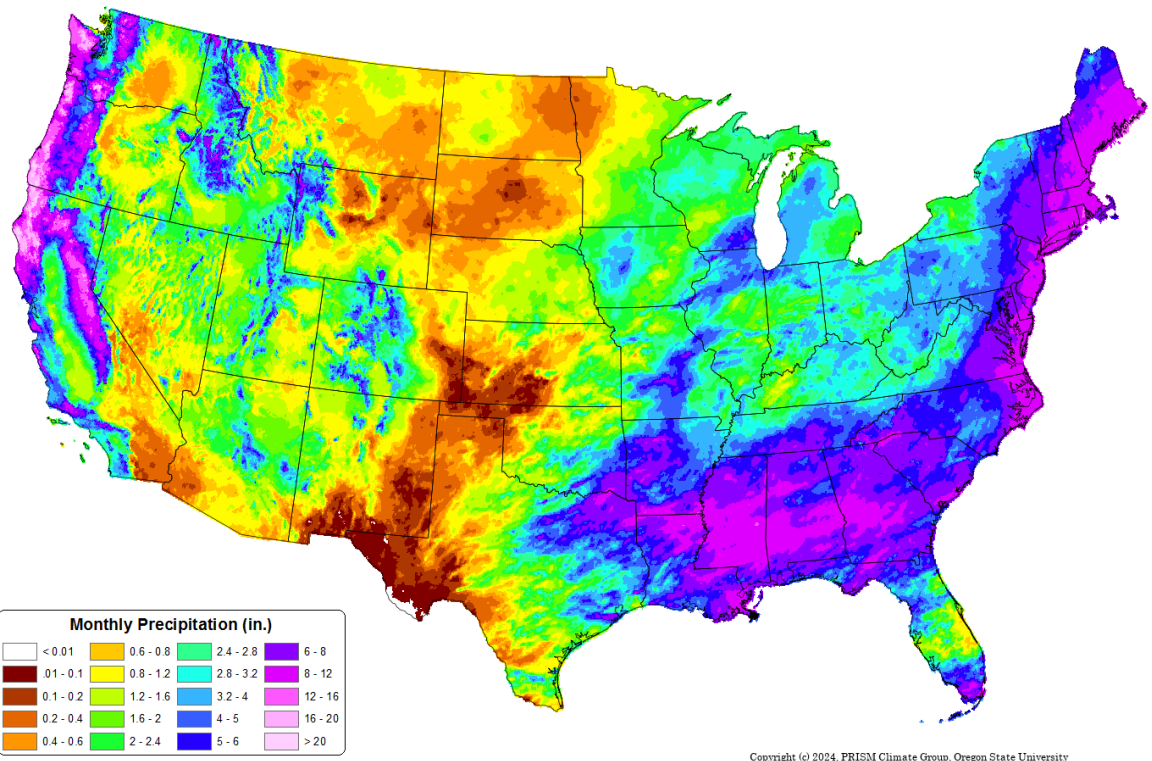 Monthly Precipitation (in.)
< 0.01 0.6 - 0.8 2.4 - 2.8 6 - 8
.01 - 0.1 0.8 - 1.2 2.8 - 3.2 8 - 12
0.1 - 0.2 1.2 - 1.6 3.2 - 4 12 - 16
0.2 - 0.4 1.6 - 2 4 - 5 16 - 20
0.4 - 0.6 2 - 2.4 5 - 6 > 20
Copyright (c) 2024, PRISM Climate Group, Oregon State University